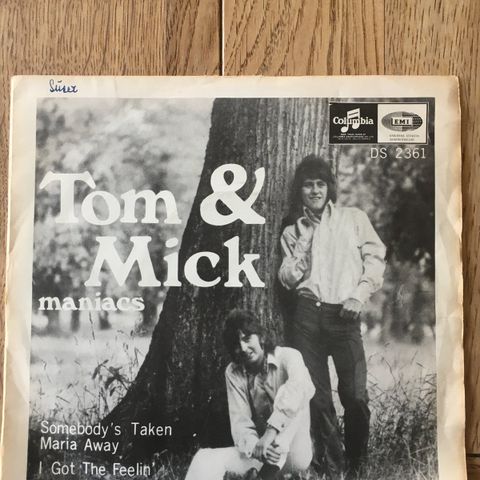 Columbia
EMI
DS 2361
Tom &
Mick
maniacs
Somebody's Taken
Maria Away
I Got The Feelin'